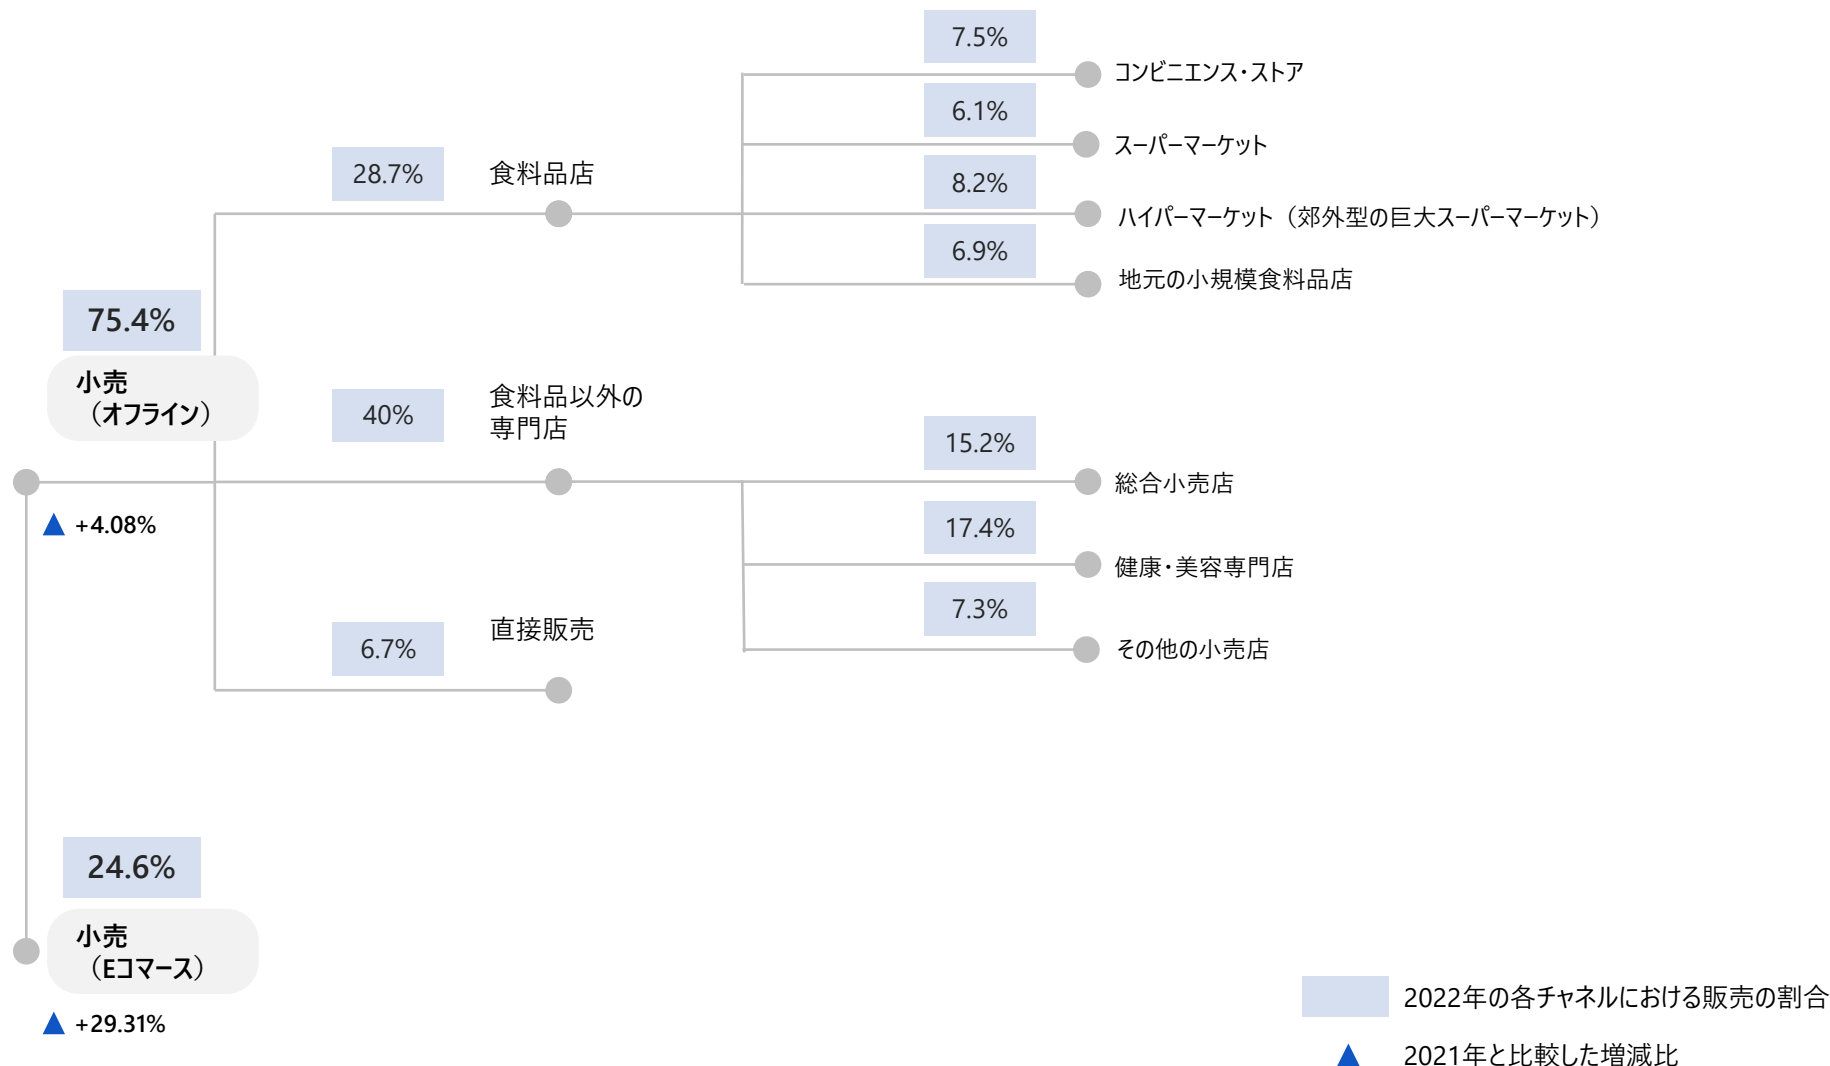 7.5%
コンビニエンス・ストア
6.1%
スーパーマーケット
28.7%
食料品店
8.2%
ハイパーマーケット（郊外型の巨大スーパーマーケット）
6.9%
地元の小規模食料品店
75.4%
小売
（オフライン）
40%
食料品以外の
専門店
15.2%
総合小売店
+4.08%
17.4%
健康・美容専門店
7.3%
その他の小売店
6.7%
直接販売
24.6%
小売
（Eコマース）
+29.31%
2022年の各チャネルにおける販売の割合
2021年と比較した増減比